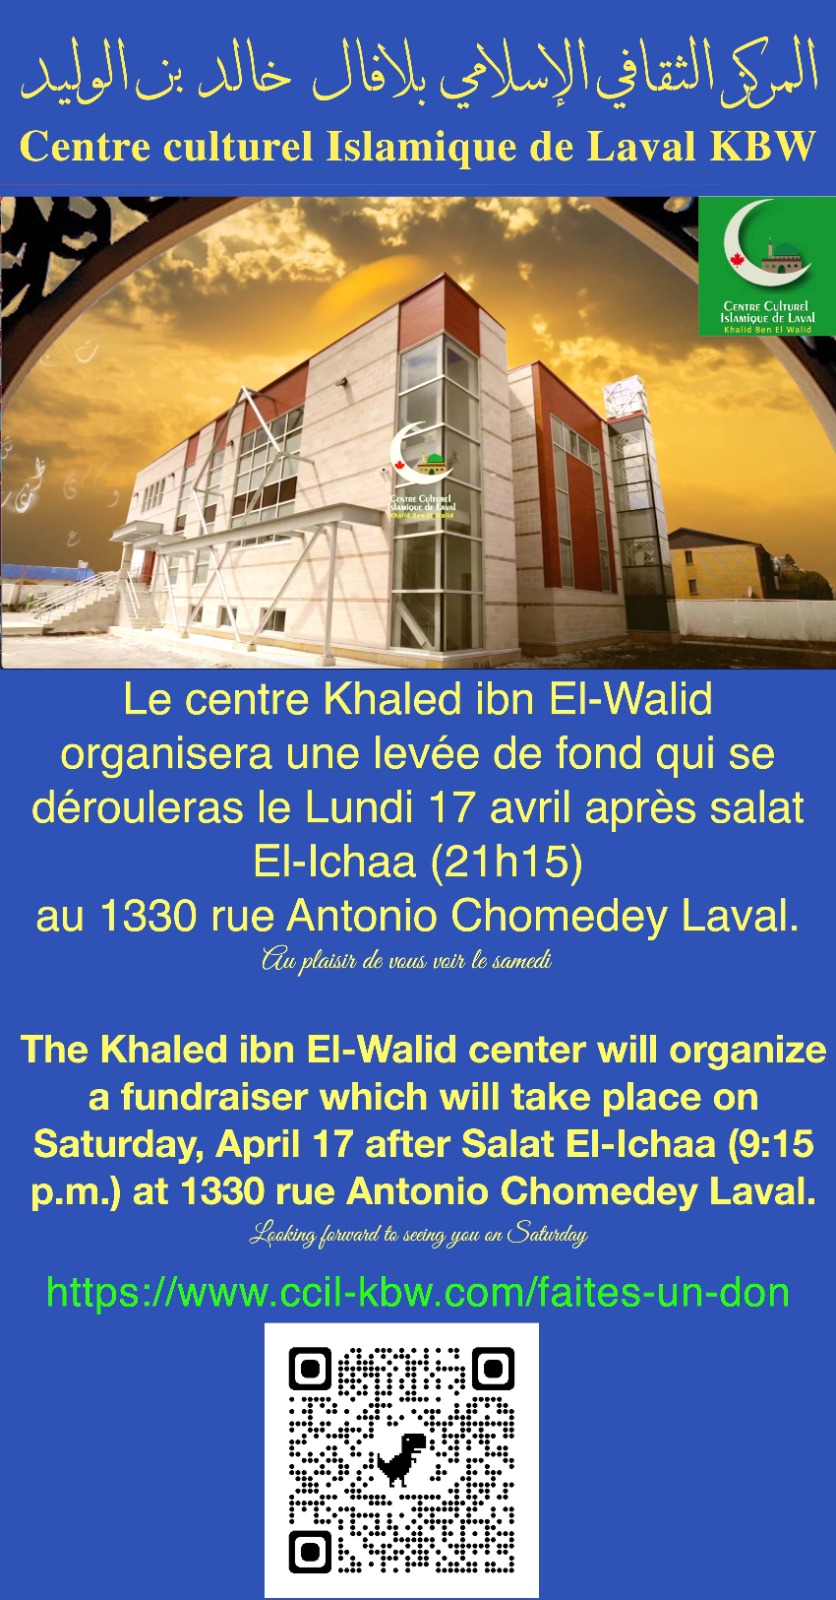 المركز الثقافي الإسلامي بلافال خالد بن الوليد
Centre culturel Islamique de Laval KBW
Centre Culturel
Islamique de Laval
Khalid Ben El Walid
Centre Culturel
Islamique de Laval
Khalid Ben El Walid
Le centre Khaled ibn El-Walid
organisera une levée de fond qui se
dérouleras le Lundi 17 avril après salat
El-Ichaa (21h15)
au 1330 rue Antonio Chomedey Laval.
Au plaisir de vous voir le samedi
The Khaled ibn El-Walid center will organize
a fundraiser which will take place on
Saturday, April 17 after Salat El-Ichaa (9:15
p.m.) at 1330 rue Antonio Chomedey Laval.
Looking forward to seeing you on Saturday
https://www.ccil-kbw.com/faites-un-don